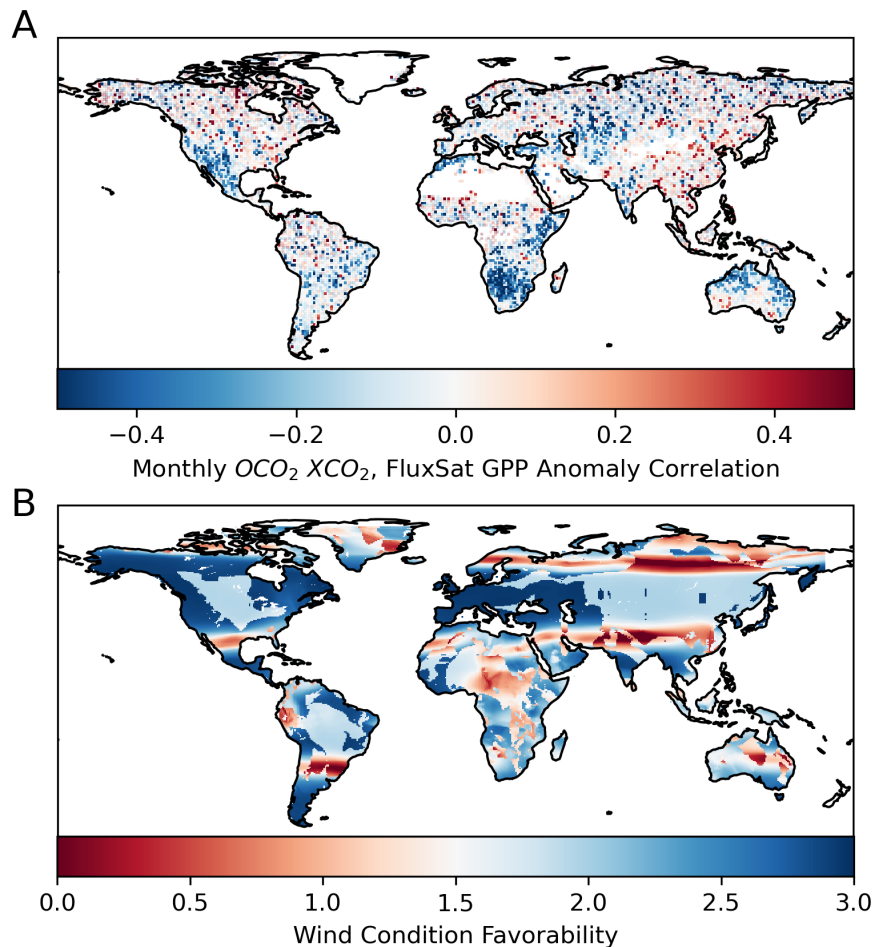 A
−0.4 −0.2 0.0 0.2 0.4
Monthly OCO₂ XCO₂, FluxSat GPP Anomaly Correlation
B
0.0 0.5 1.0 1.5 2.0 2.5 3.0
Wind Condition Favorability